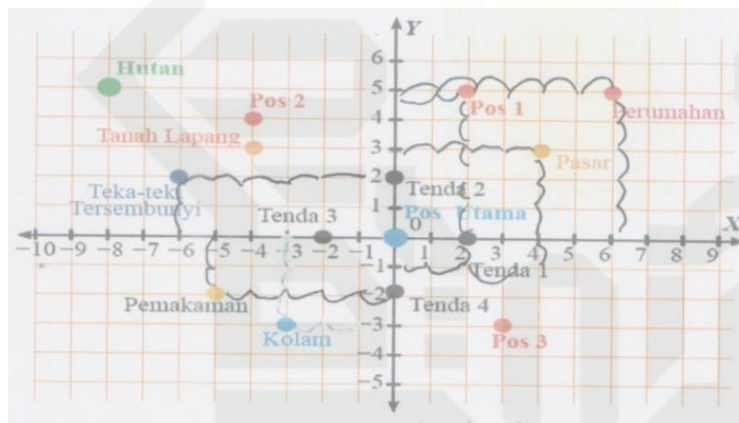 Y
6
Hutan
5
Pos 2
Pos 1
Perumahan
4
Tanah Lapang
3
Pasar
2
Teka-teki
Tersembunyi
Tenda 2
1
Tenda 3
Pos Utama
0
X
-10 -9 -8 -7 -6 -5 -4 -3 -2 -1 1 2 3 4 5 6 7 8 9
-1
Tenda 1
-2
Pemakaman
Tenda 4
-3
Kolam
Pos 3
-4
-5